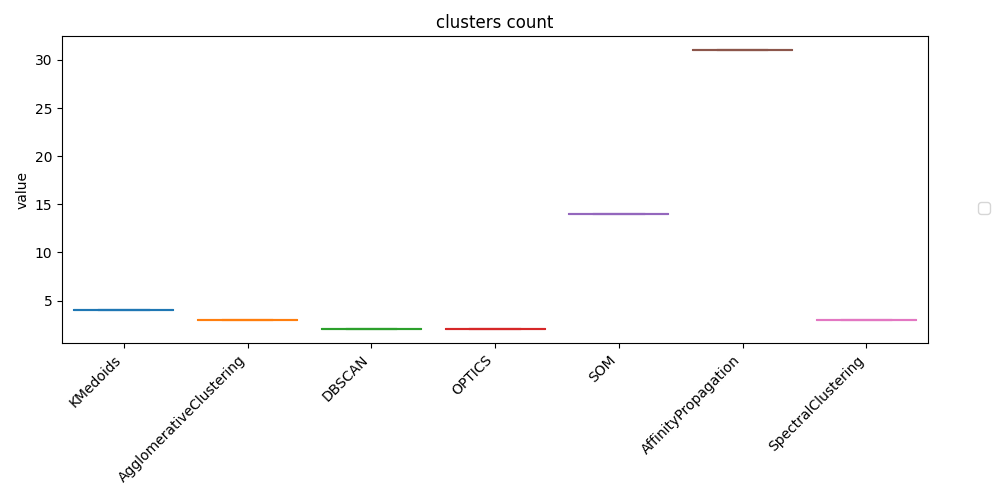 clusters count
value
30
25
20
15
10
5
KMedoids
AgglomerativeClustering
DBSCAN
OPTICS
SOM
AffinityPropagation
SpectralClustering